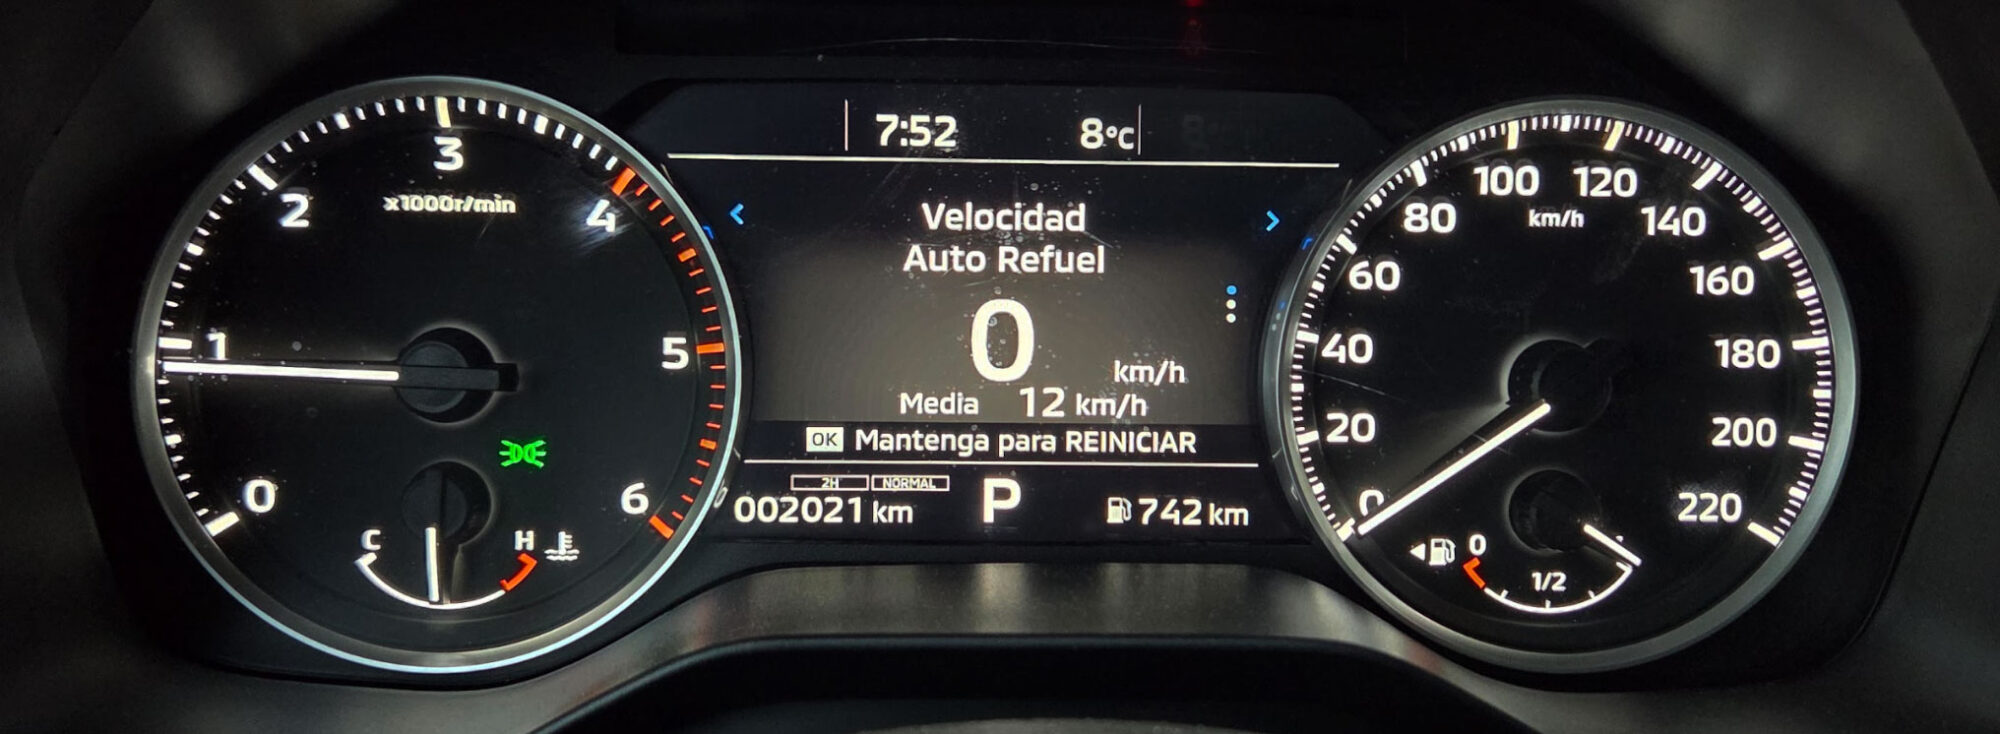 7:52 8°C
Velocidad
Auto Refuel
0
km/h
Media 12 km/h
OK Mantenga para REINICIAR
2H NORMAL
002021 km P 742 km
0
1
2
3
4
5
6
x1000r/min
C H
0
20
40
60
80
100
120
140
160
180
200
220
km/h
0 1/2